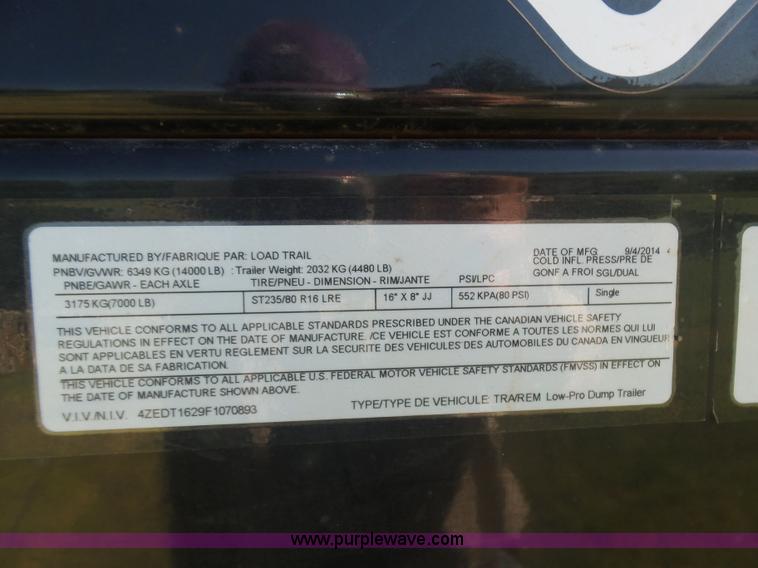 MANUFACTURED BY/FABRIQUE PAR: LOAD TRAIL DATE OF MFG 9/4/2014
PNBV/GVWR: 6349 KG (14000 LB) : Trailer Weight: 2032 KG (4480 LB) COLD INFL. PRESS/PRE DE
PNBE/GAWR - EACH AXLE TIRE/PNEU - DIMENSION - RIM/JANTE PSI/LPC GONF A FROI SGL/DUAL
3175 KG(7000 LB) ST235/80 R16 LRE 16" X 8" JJ 552 KPA(80 PSI) Single
THIS VEHICLE CONFORMS TO ALL APPLICABLE STANDARDS PRESCRIBED UNDER THE CANADIAN VEHICLE SAFETY
REGULATIONS IN EFFECT ON THE DATE OF MANUFACTURE. /CE VEHICLE EST CONFORME A TOUTES LES NORMES QUI LUI
SONT APPLICABLES EN VERTU REGLEMENT SUR LA SECURITE DES VEHICULES DES AUTOMOBILES DU CANADA EN VINGUEUR
A LA DATA DE SA FABRICATION.
THIS VEHICLE CONFORMS TO ALL APPLICABLE U.S. FEDERAL MOTOR VEHICLE SAFETY STANDARDS (FMVSS) IN EFFECT ON
THE DATE OF MANUFACTURE SHOWN ABOVE.
V.I.V./N.I.V. 4ZEDT1629F1070893 TYPE/TYPE DE VEHICULE: TRA/REM Low-Pro Dump Trailer
www.purplewave.com